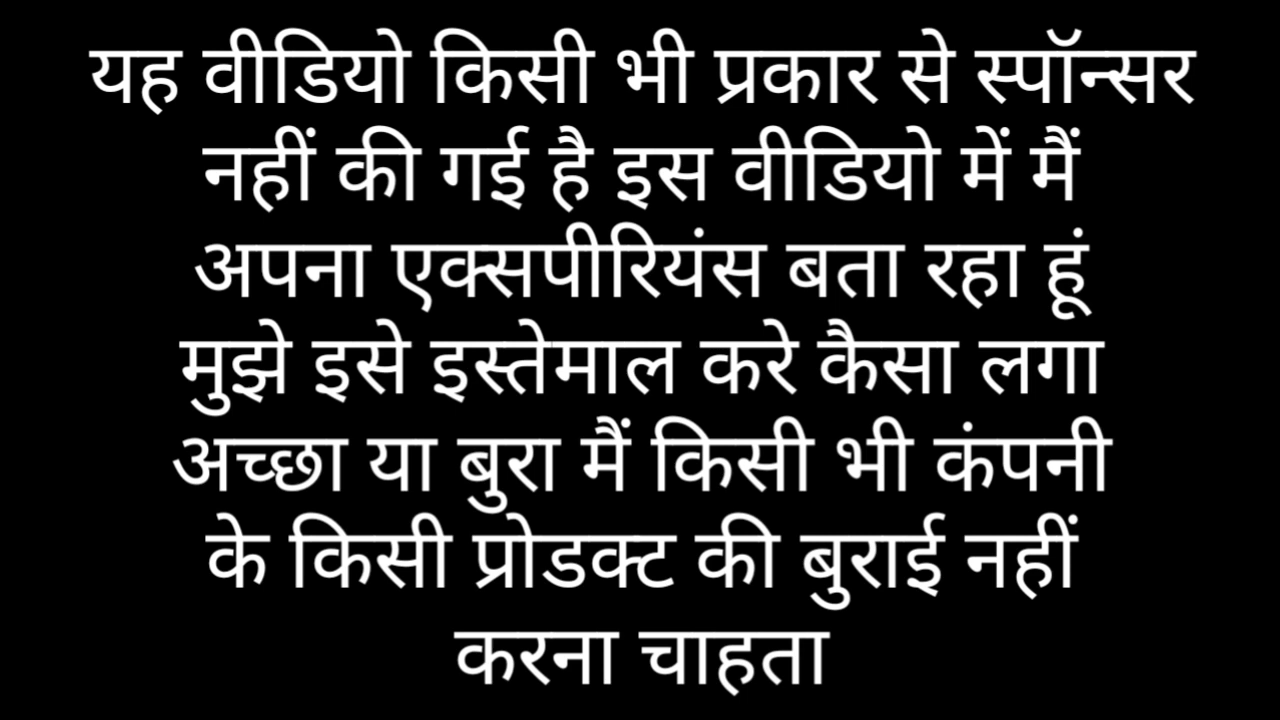 यह वीडियो किसी भी प्रकार से स्पॉन्सर
नहीं की गई है इस वीडियो में मैं
अपना एक्सपीरियंस बता रहा हूं
मुझे इसे इस्तेमाल करे कैसा लगा
अच्छा या बुरा मैं किसी भी कंपनी
के किसी प्रोडक्ट की बुराई नहीं
करना चाहता